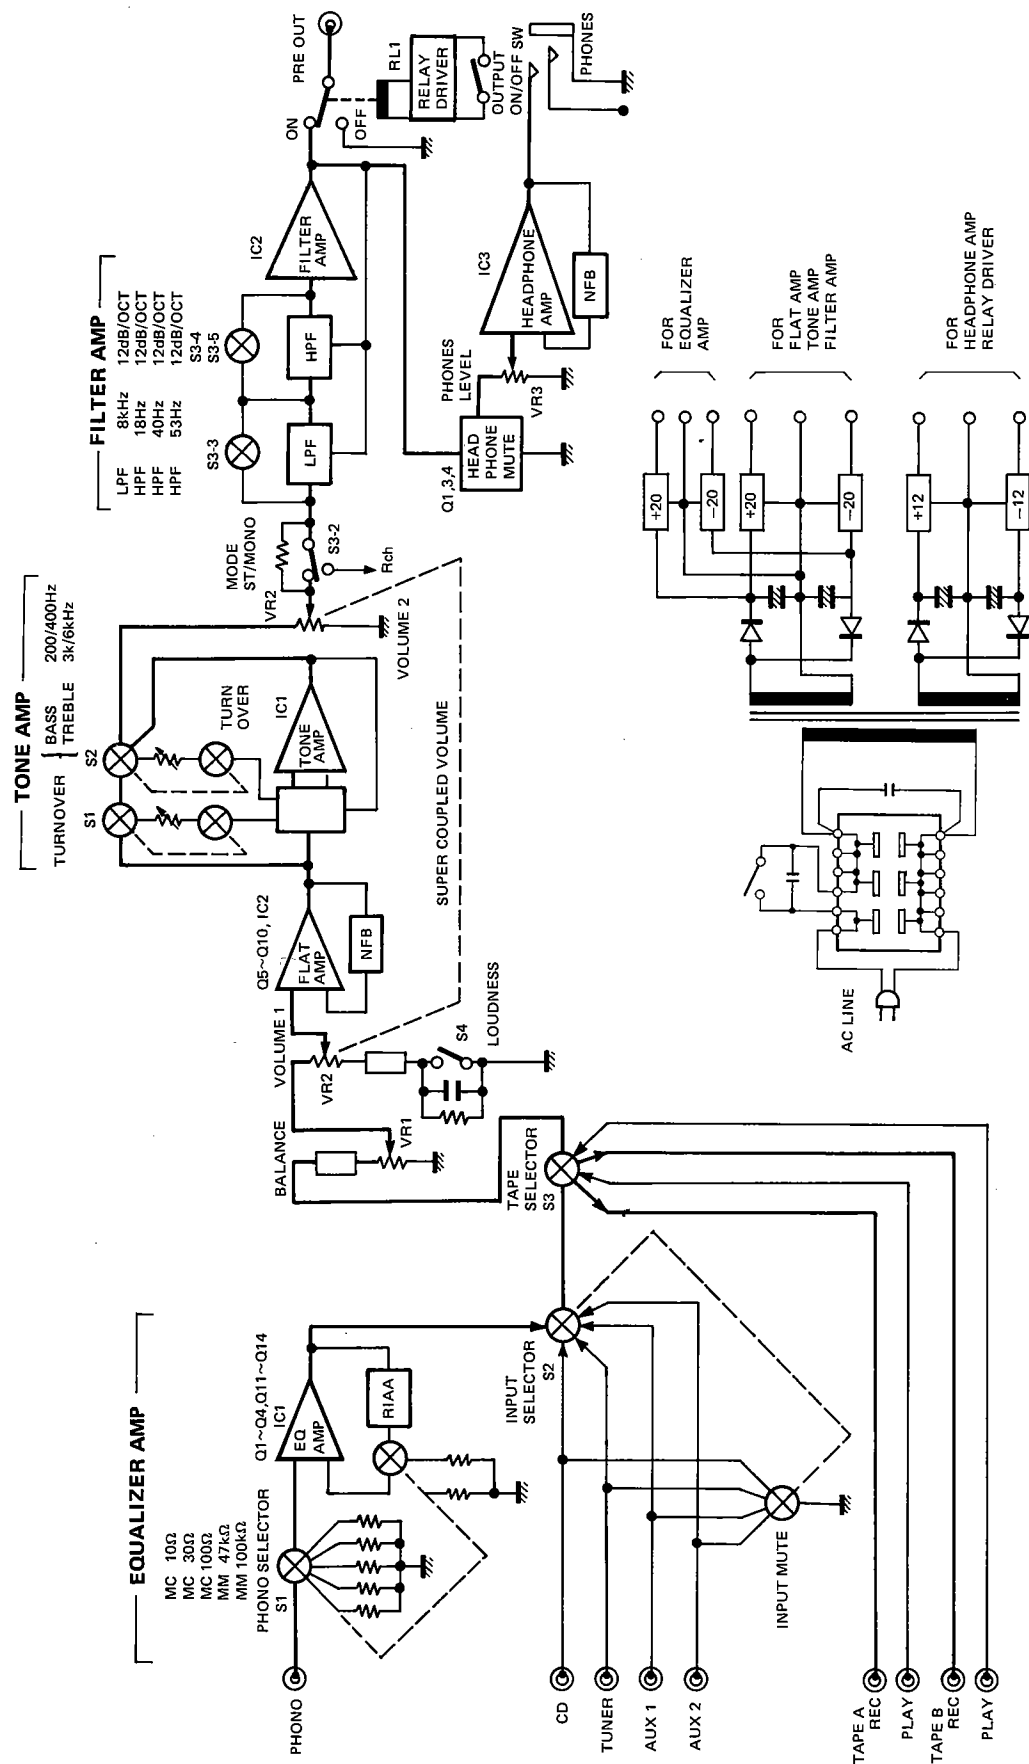 EQUALIZER AMP
MC 10Ω
MC 30Ω
MC 100Ω
MM 47kΩ
MM 100kΩ
PHONO SELECTOR
S1
PHONO
Q1~Q4,Q11~Q14
IC1
EQ
AMP
RIAA
INPUT
SELECTOR
S2
CD
TUNER
AUX 1
AUX 2
INPUT MUTE
TAPE A
REC
PLAY
TAPE B
REC
PLAY
TAPE
SELECTOR
S3
BALANCE
VR1
VOLUME 1
VR2
S4
LOUDNESS
Q5~Q10, IC2
FLAT
AMP
NFB
SUPER COUPLED VOLUME
TONE AMP
TURNOVER { BASS 200/400Hz
TREBLE 3k/6kHz
S1
S2
TURN
OVER
IC1
TONE
AMP
VR2
VOLUME 2
MODE
ST/MONO
S3-2
Rch
FILTER AMP
LPF 8kHz 12dB/OCT
HPF 18Hz 12dB/OCT
HPF 40Hz 12dB/OCT
HPF 53Hz 12dB/OCT
S3-3
S3-4
S3-5
LPF
HPF
IC2
FILTER
AMP
ON
OFF
PRE OUT
RL1
RELAY
DRIVER
OUTPUT
ON/OFF SW
Q1,3,4
HEAD
PHONE
MUTE
PHONES
LEVEL
VR3
IC3
HEADPHONE
AMP
NFB
PHONES
AC LINE
+20
−20
+20
−20
+12
−12
FOR
EQUALIZER
AMP
FOR
FLAT AMP
TONE AMP
FILTER AMP
FOR
HEADPHONE AMP
RELAY DRIVER